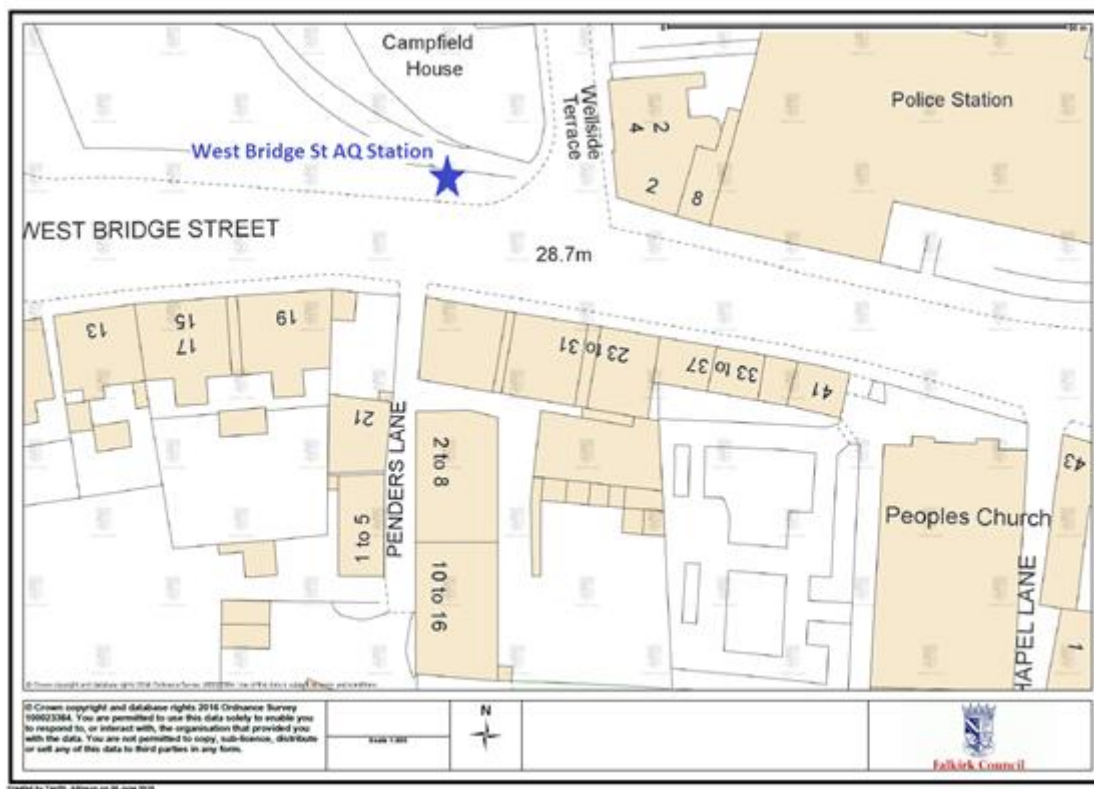 Campfield
House
Wellside
Terrace
Police Station
2
4
2
8
West Bridge St AQ Station
WEST BRIDGE STREET
28.7m
13
15
17
19
23 to 31
33 to 37
41
21
PENDERS LANE
2 to 8
1 to 5
10 to 16
Peoples Church
43
HAPEL LANE
1
© Crown copyright and database rights 2016 Ordnance Survey
100023384. You are permitted to use this data solely to enable you
to respond to, or interact with, the organisation that provided you
with the data. You are not permitted to copy, sub-licence, distribute
or sell any of this data to third parties in any form.
N
Falkirk Council